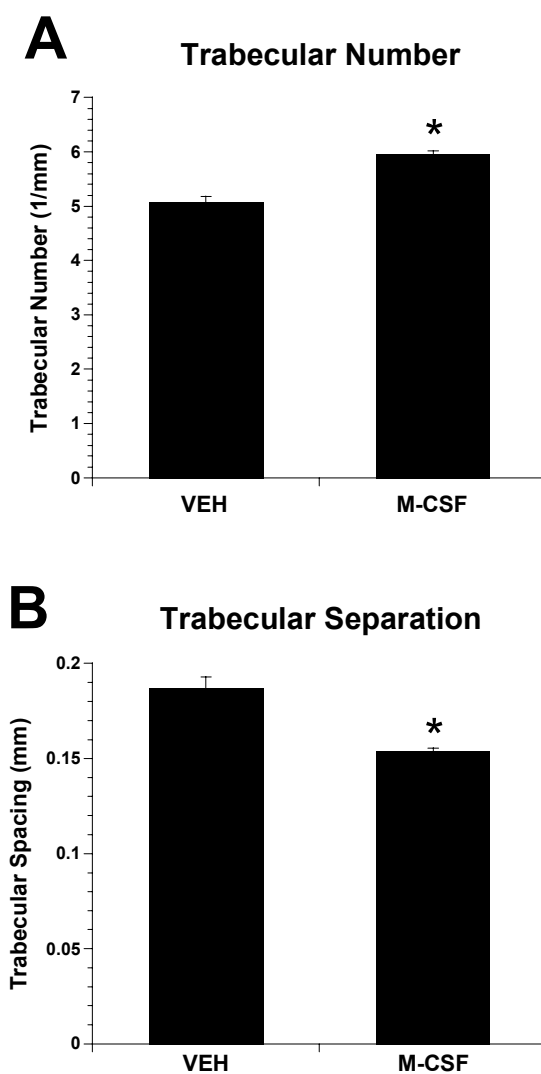 A
Trabecular Number
Trabecular Number (1/mm)
7
6
5
4
3
2
1
0
*
VEH
M-CSF
B
Trabecular Separation
Trabecular Spacing (mm)
0.2
0.15
0.1
0.05
0
*
VEH
M-CSF